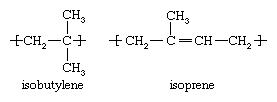 CH₃ CH₃
CH₂—C CH₂—C=CH—CH₂
CH₃
isobutylene isoprene